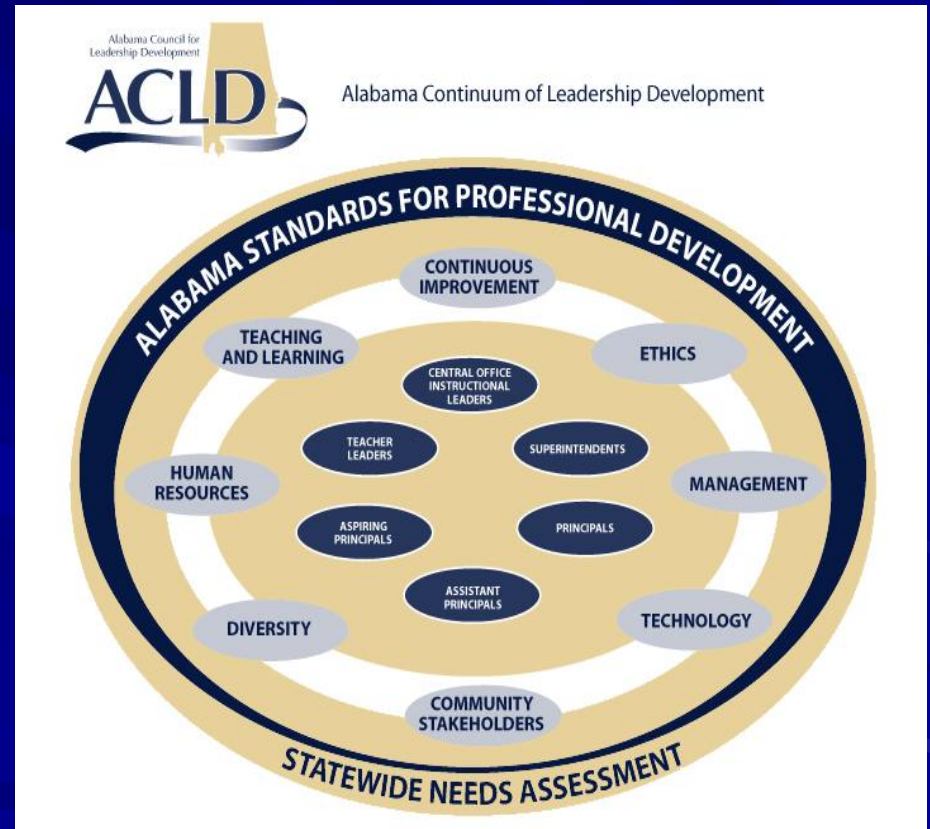 Alabama Council for
Leadership Development
ACLD
Alabama Continuum of Leadership Development
ALABAMA STANDARDS FOR PROFESSIONAL DEVELOPMENT
CONTINUOUS
IMPROVEMENT
TEACHING
AND LEARNING
ETHICS
CENTRAL OFFICE
INSTRUCTIONAL
LEADERS
TEACHER
LEADERS
SUPERINTENDENTS
HUMAN
RESOURCES
MANAGEMENT
ASPIRING
PRINCIPALS
PRINCIPALS
ASSISTANT
PRINCIPALS
DIVERSITY
TECHNOLOGY
COMMUNITY
STAKEHOLDERS
STATEWIDE NEEDS ASSESSMENT